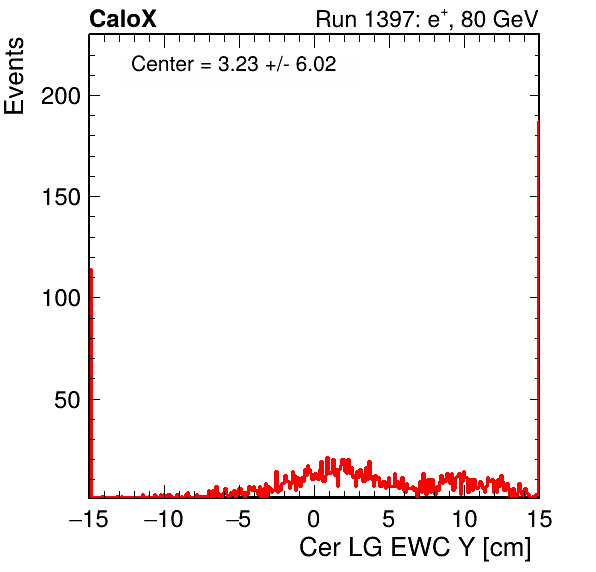 CaloX Run 1397: e⁺, 80 GeV
Center = 3.23 +/- 6.02
Events
200
150
100
50
−15 −10 −5 0 5 10 15
Cer LG EWC Y [cm]